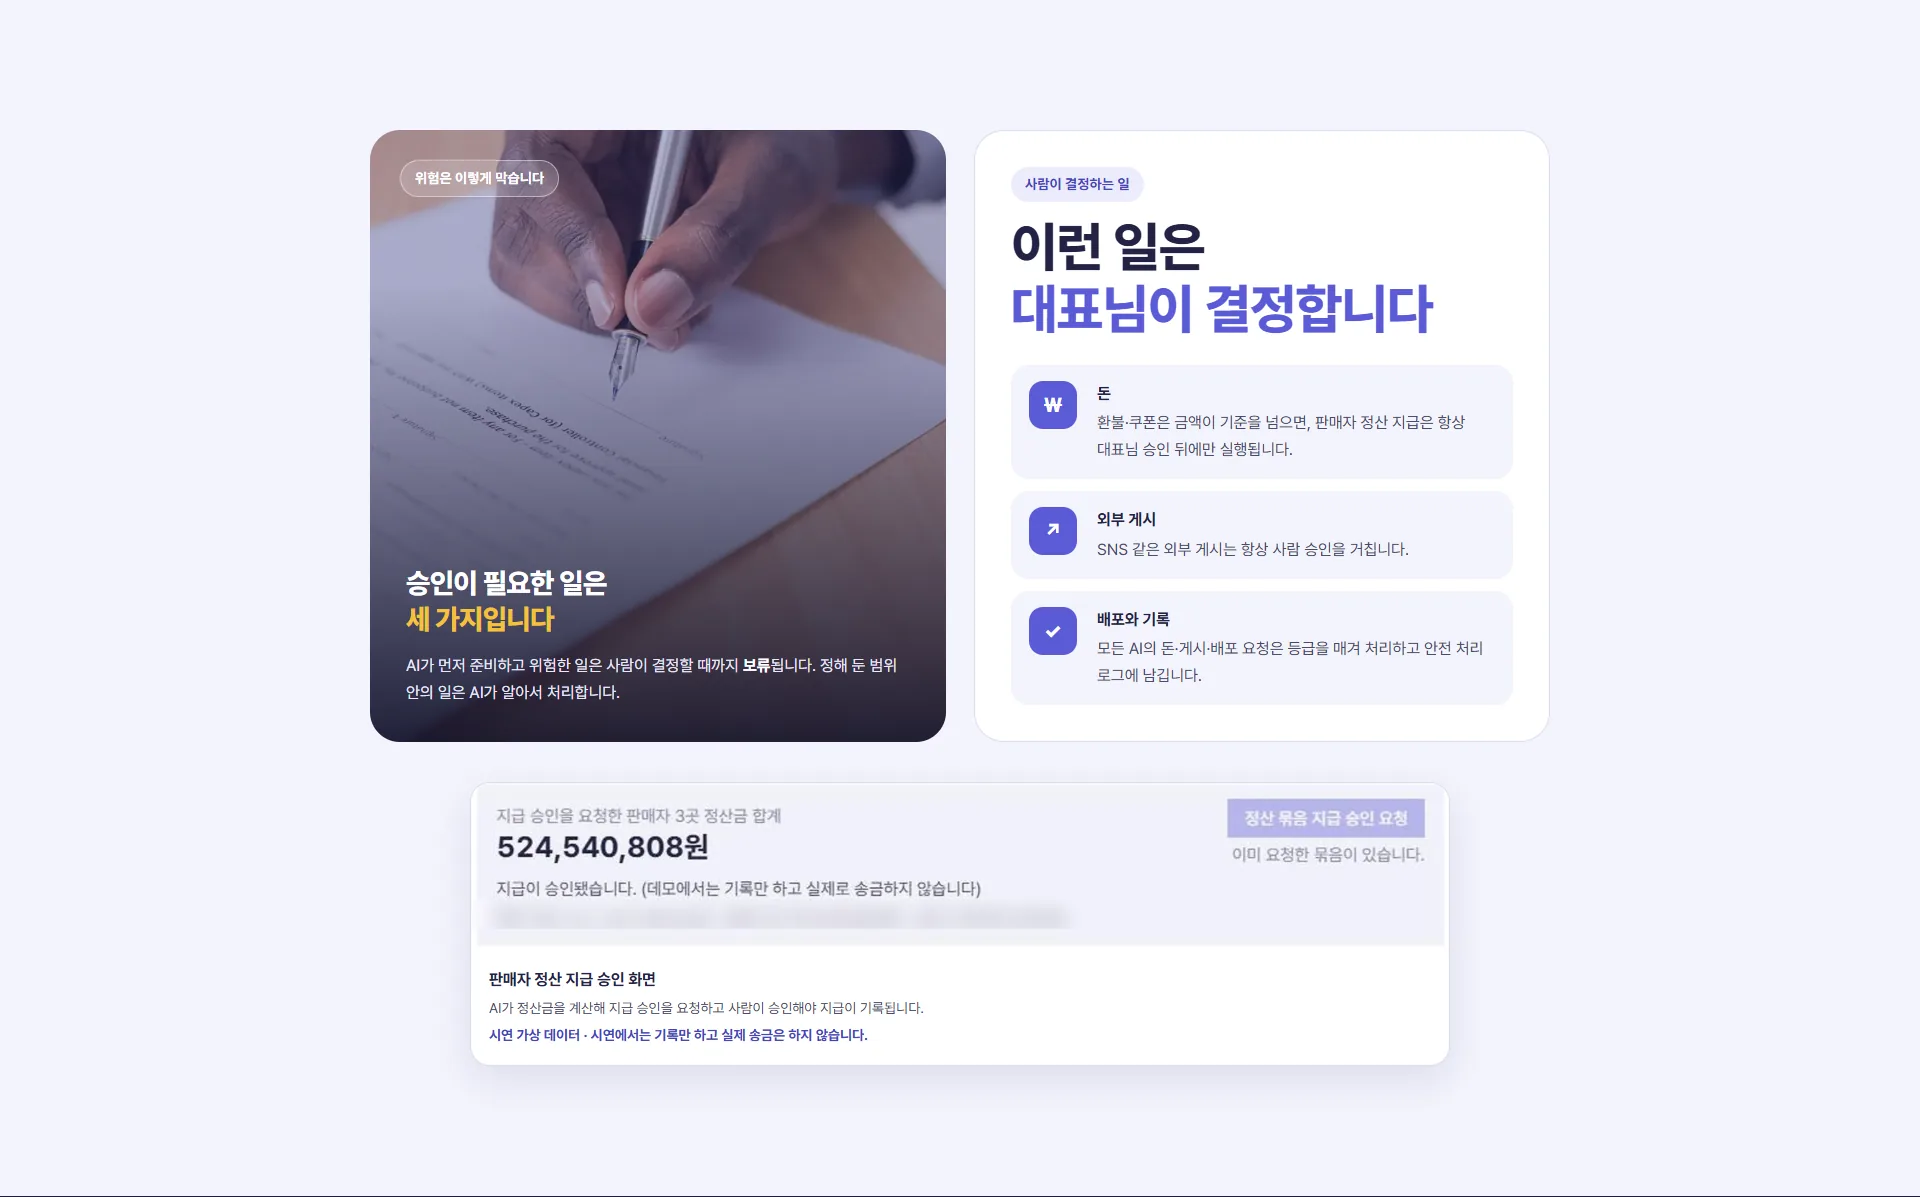 위험은 이렇게 막습니다
승인이 필요한 일은
세 가지입니다
AI가 먼저 준비하고 위험한 일은 사람이 결정할 때까지 보류됩니다. 정해 둔 범위
안의 일은 AI가 알아서 처리합니다.
사람이 결정하는 일
이런 일은
대표님이 결정합니다
₩
돈
환불·쿠폰은 금액이 기준을 넘으면, 판매자 정산 지급은 항상
대표님 승인 뒤에만 실행됩니다.
외부 게시
SNS 같은 외부 게시는 항상 사람 승인을 거칩니다.
배포와 기록
모든 AI의 돈·게시·배포 요청은 등급을 매겨 처리하고 안전 처리
로그에 남깁니다.
지급 승인을 요청한 판매자 3곳 정산금 합계
524,540,808원
정산 묶음 지급 승인 요청
이미 요청한 묶음이 있습니다.
지급이 승인됐습니다. (데모에서는 기록만 하고 실제로 송금하지 않습니다)
판매자 정산 지급 승인 화면
AI가 정산금을 계산해 지급 승인을 요청하고 사람이 승인해야 지급이 기록됩니다.
시연 가상 데이터 · 시연에서는 기록만 하고 실제 송금은 하지 않습니다.